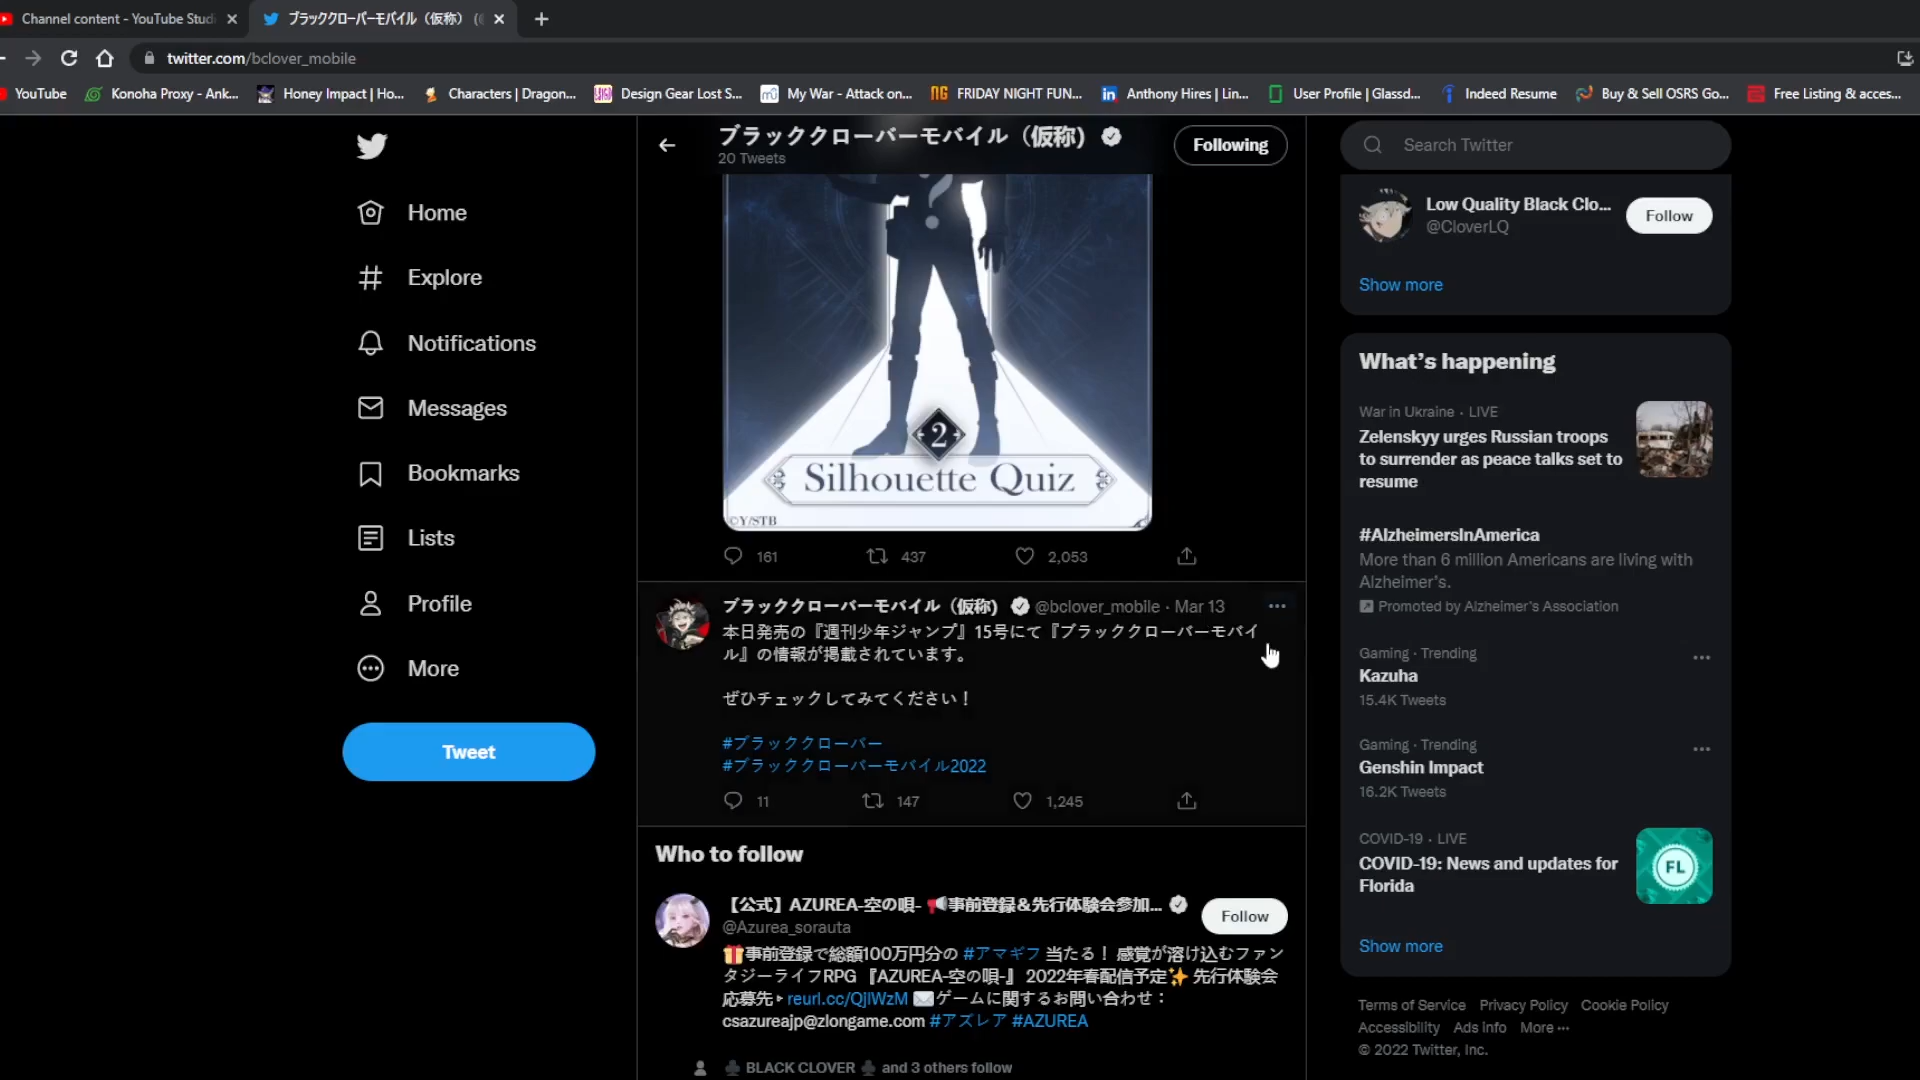 Channel content - YouTube Stud
ブラッククローバーモバイル（仮称）
twitter.com/bclover_mobile
YouTube
Konoha Proxy - Ank...
Honey Impact | Ho...
Characters | Dragon...
Design Gear Lost S...
My War - Attack on...
FRIDAY NIGHT FUN...
Anthony Hires | Lin...
User Profile | Glassd...
Indeed Resume
Buy & Sell OSRS Go...
Free Listing & acces...
Home
Explore
Notifications
Messages
Bookmarks
Lists
Profile
More
Tweet
ブラッククローバーモバイル（仮称）
20 Tweets
Following
2
Silhouette Quiz
©Y/STB
161
437
2,053
ブラッククローバーモバイル（仮称） @bclover_mobile · Mar 13
本日発売の『週刊少年ジャンプ』15号にて『ブラッククローバーモバイ
ル』の情報が掲載されています。
ぜひチェックしてみてください！
#ブラッククローバー
#ブラッククローバーモバイル2022
11
147
1,245
Who to follow
【公式】AZUREA-空の唄- 📢事前登録＆先行体験会参加...
@Azurea_sorauta
Follow
🎁事前登録で総額100万円分の #アマギフ 当たる！ 感覚が溶け込むファン
タジーライフRPG 『AZUREA-空の唄-』 2022年春配信予定✨ 先行体験会
応募先▸ reurl.cc/QjlWzM ✉️ゲームに関するお問い合わせ：
csazureajp@zlongame.com #アズレア #AZUREA
♣ BLACK CLOVER ♣ and 3 others follow
Search Twitter
Low Quality Black Clo...
@CloverLQ
Follow
Show more
What's happening
War in Ukraine · LIVE
Zelenskyy urges Russian troops
to surrender as peace talks set to
resume
#AlzheimersInAmerica
More than 6 million Americans are living with
Alzheimer's.
Promoted by Alzheimer's Association
Gaming · Trending
Kazuha
15.4K Tweets
Gaming · Trending
Genshin Impact
16.2K Tweets
COVID-19 · LIVE
COVID-19: News and updates for
Florida
FL
Show more
Terms of Service Privacy Policy Cookie Policy
Accessibility Ads info More ···
© 2022 Twitter, Inc.